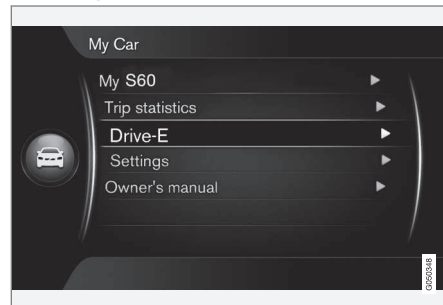 My Car
My S60
Trip statistics
Drive-E
Settings
Owner's manual
G050348